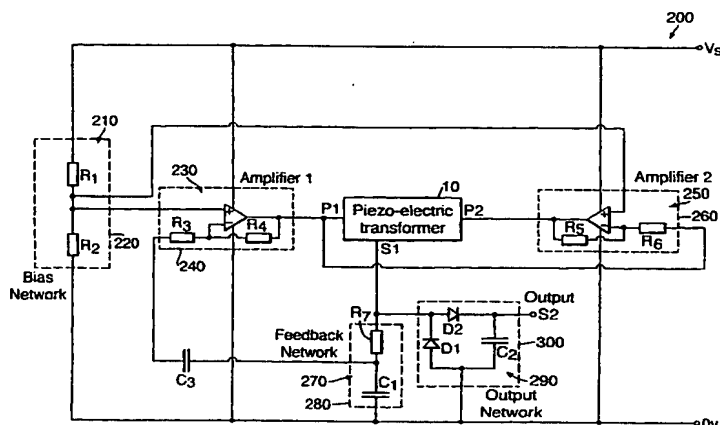 200
Vs
210
R1
R2
220
Bias
Network
Amplifier 1
230
R3
R4
240
P1
10
Piezo-electric
transformer
P2
S1
Amplifier 2
250
260
R5
R6
Output
S2
D2
D1
C2
300
290
Output
Network
Feedback
Network
R7
270
280
C1
C3
0v